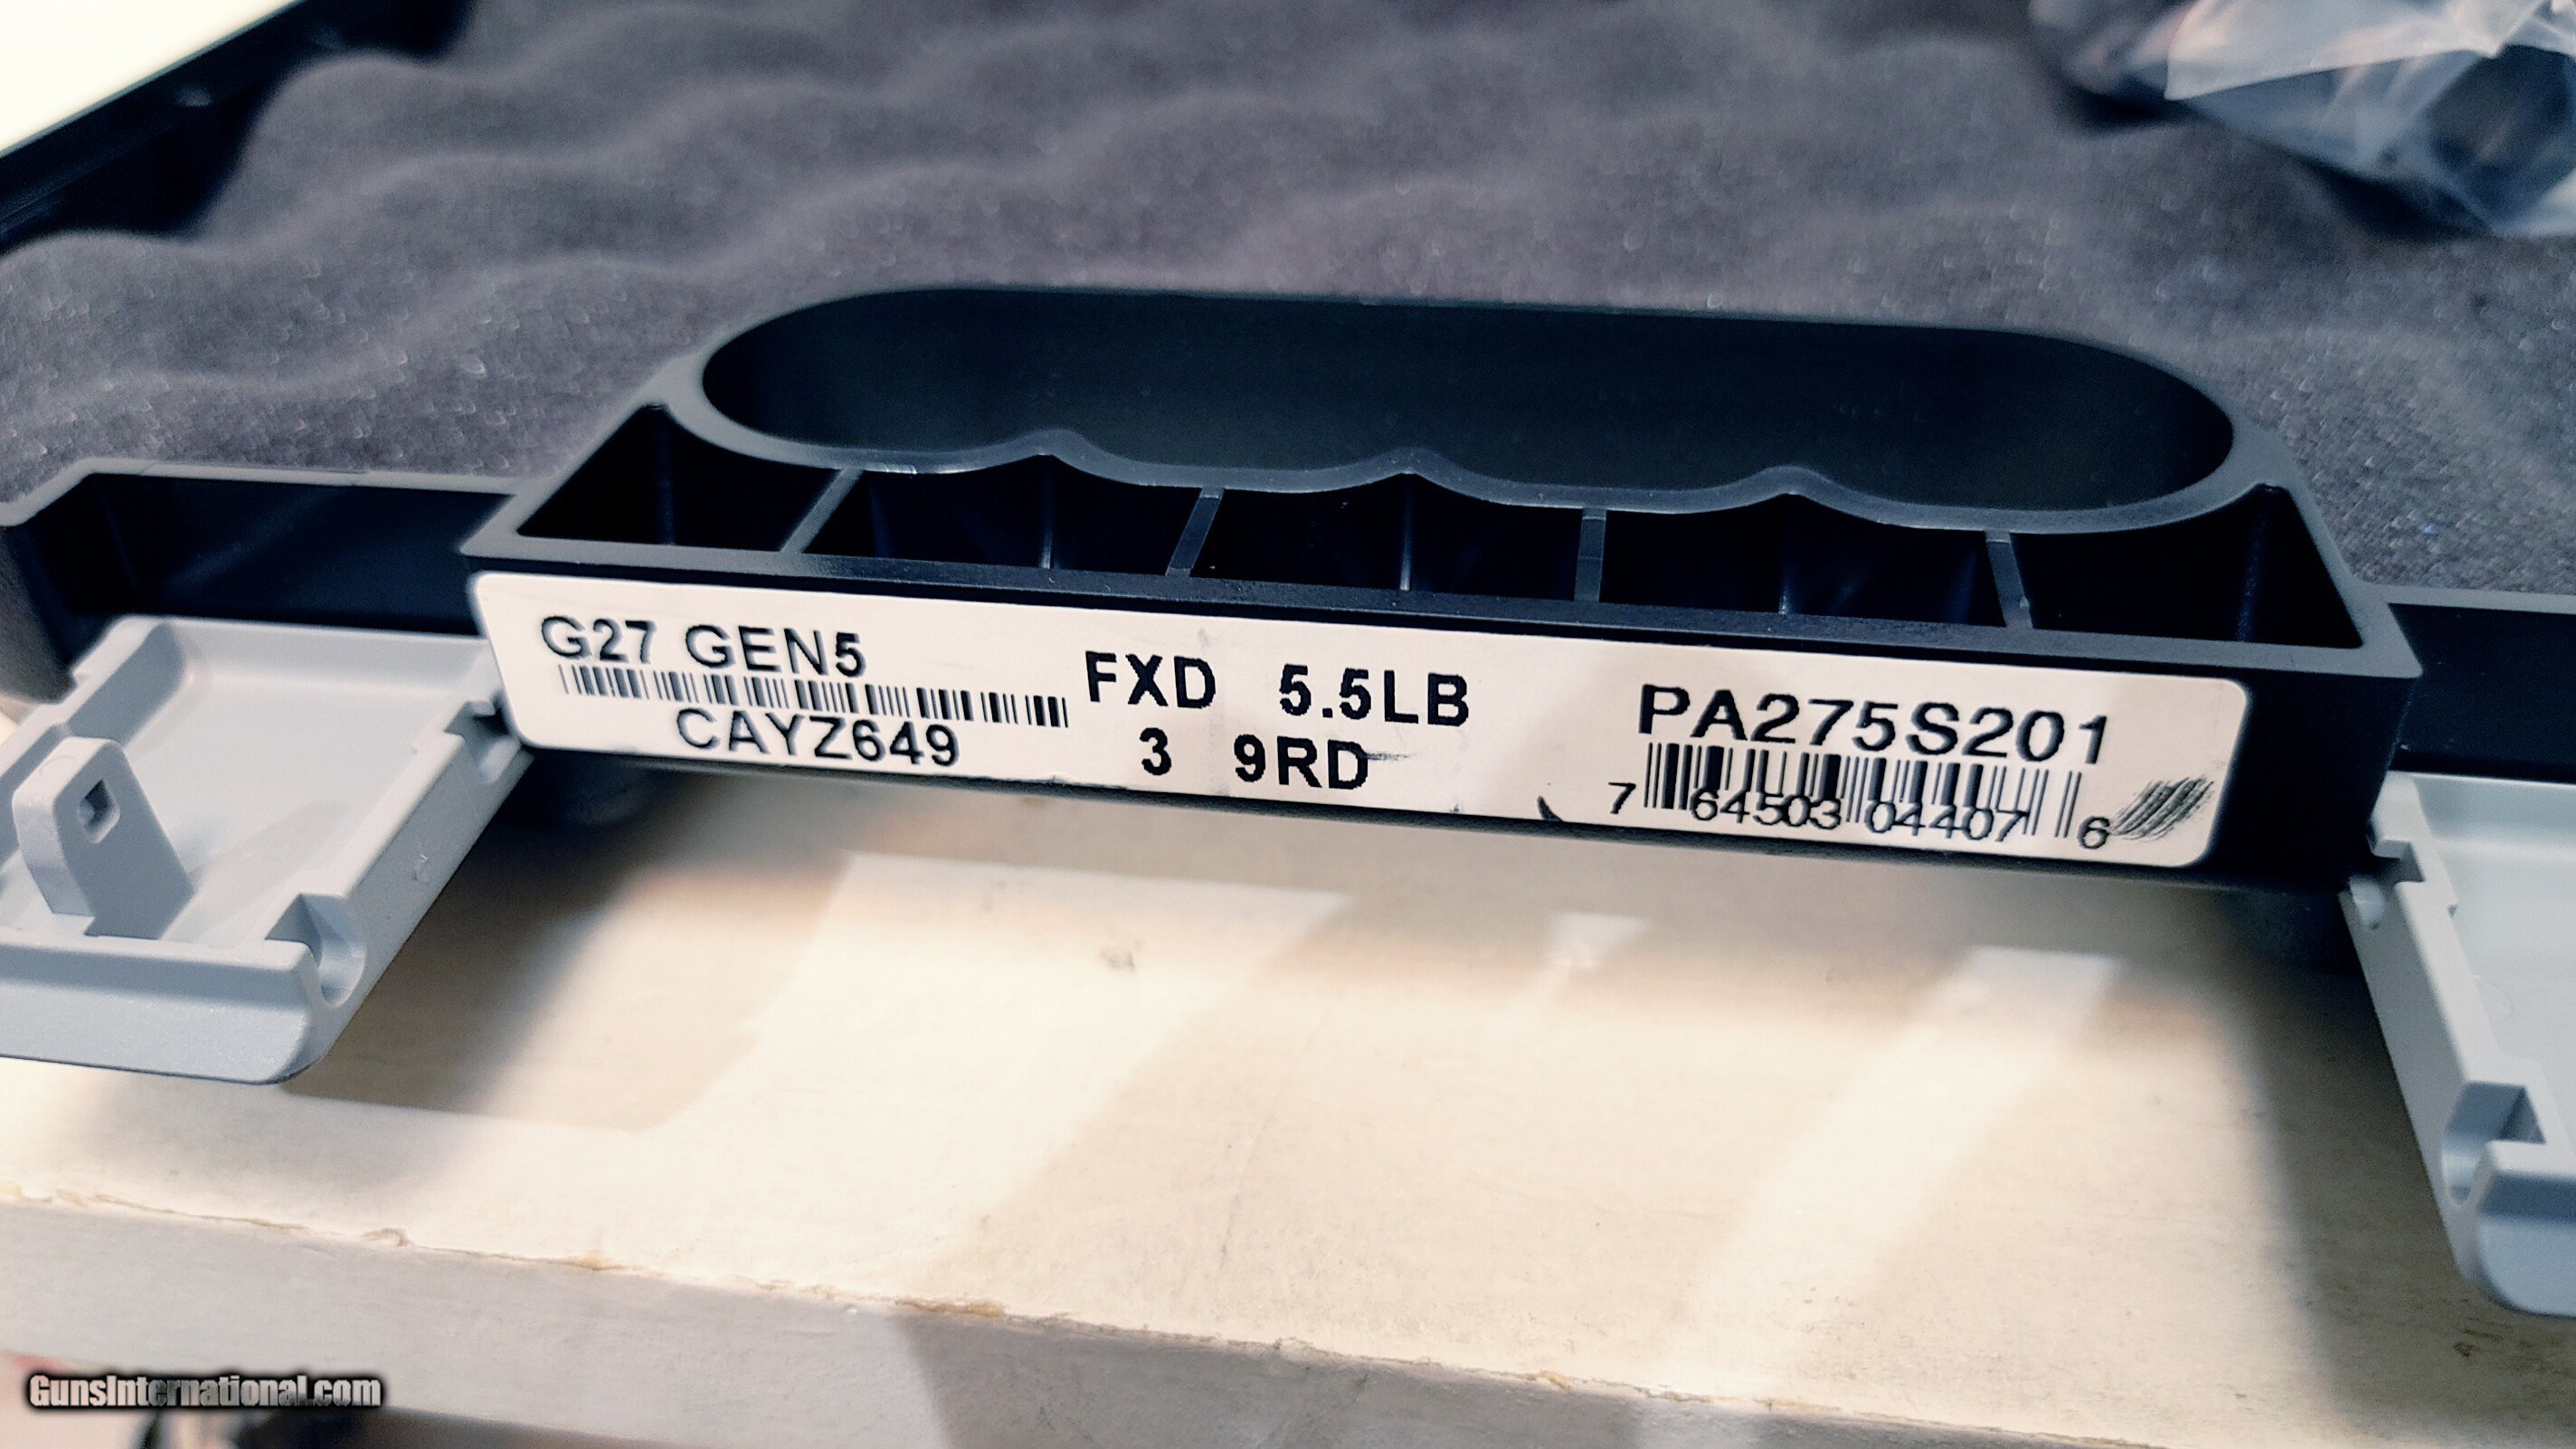 G27 GEN5
CAYZ649
FXD 5.5LB
3 9RD
PA275S201
7 64503 04407 6
GunsInternational.com